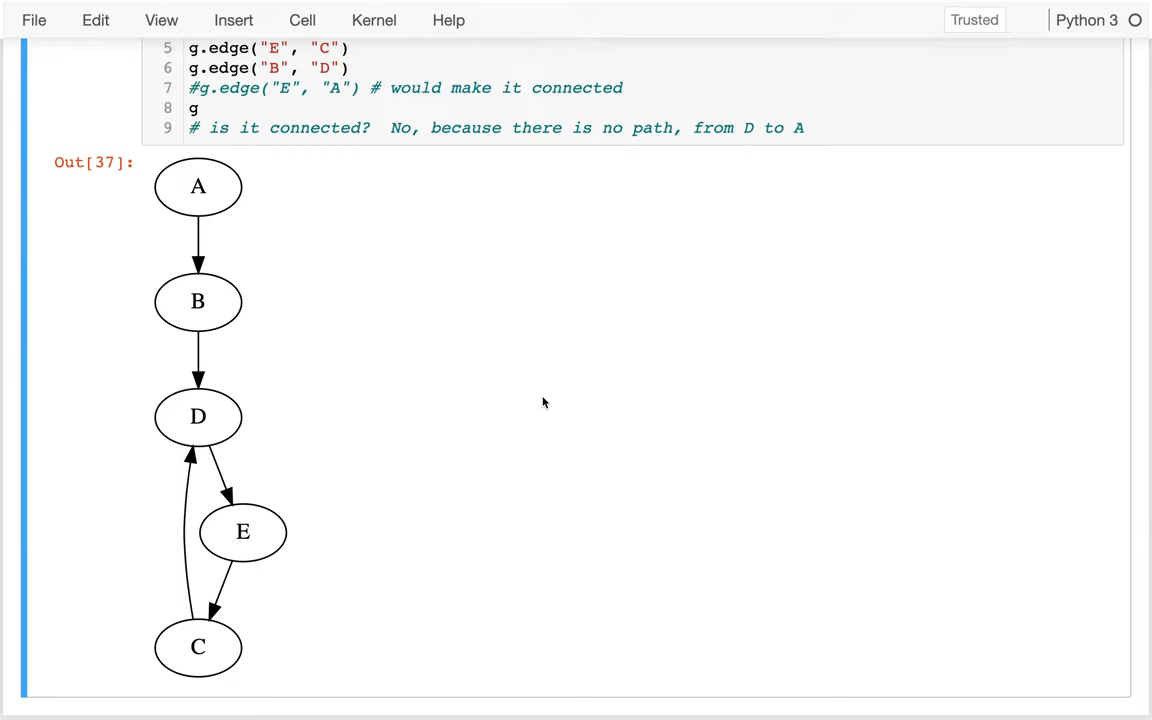 File Edit View Insert Cell Kernel Help Trusted Python 3
5 g.edge("E", "C")
6 g.edge("B", "D")
7 #g.edge("E", "A") # would make it connected
8 g
9 # is it connected?  No, because there is no path, from D to A
Out[37]:
A
B
D
E
C